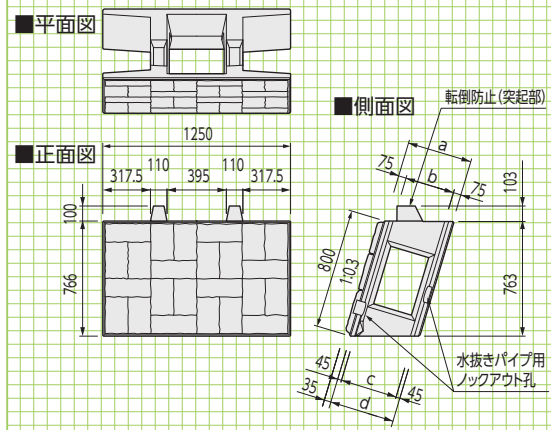 ■平面図
■側面図
転倒防止(突起部)
■正面図
1250
317.5 110 395 110 317.5
100
766
a
75 b 75
103
800
1:0.3
763
45 c 45
35 d
水抜きパイプ用
ノックアウト孔